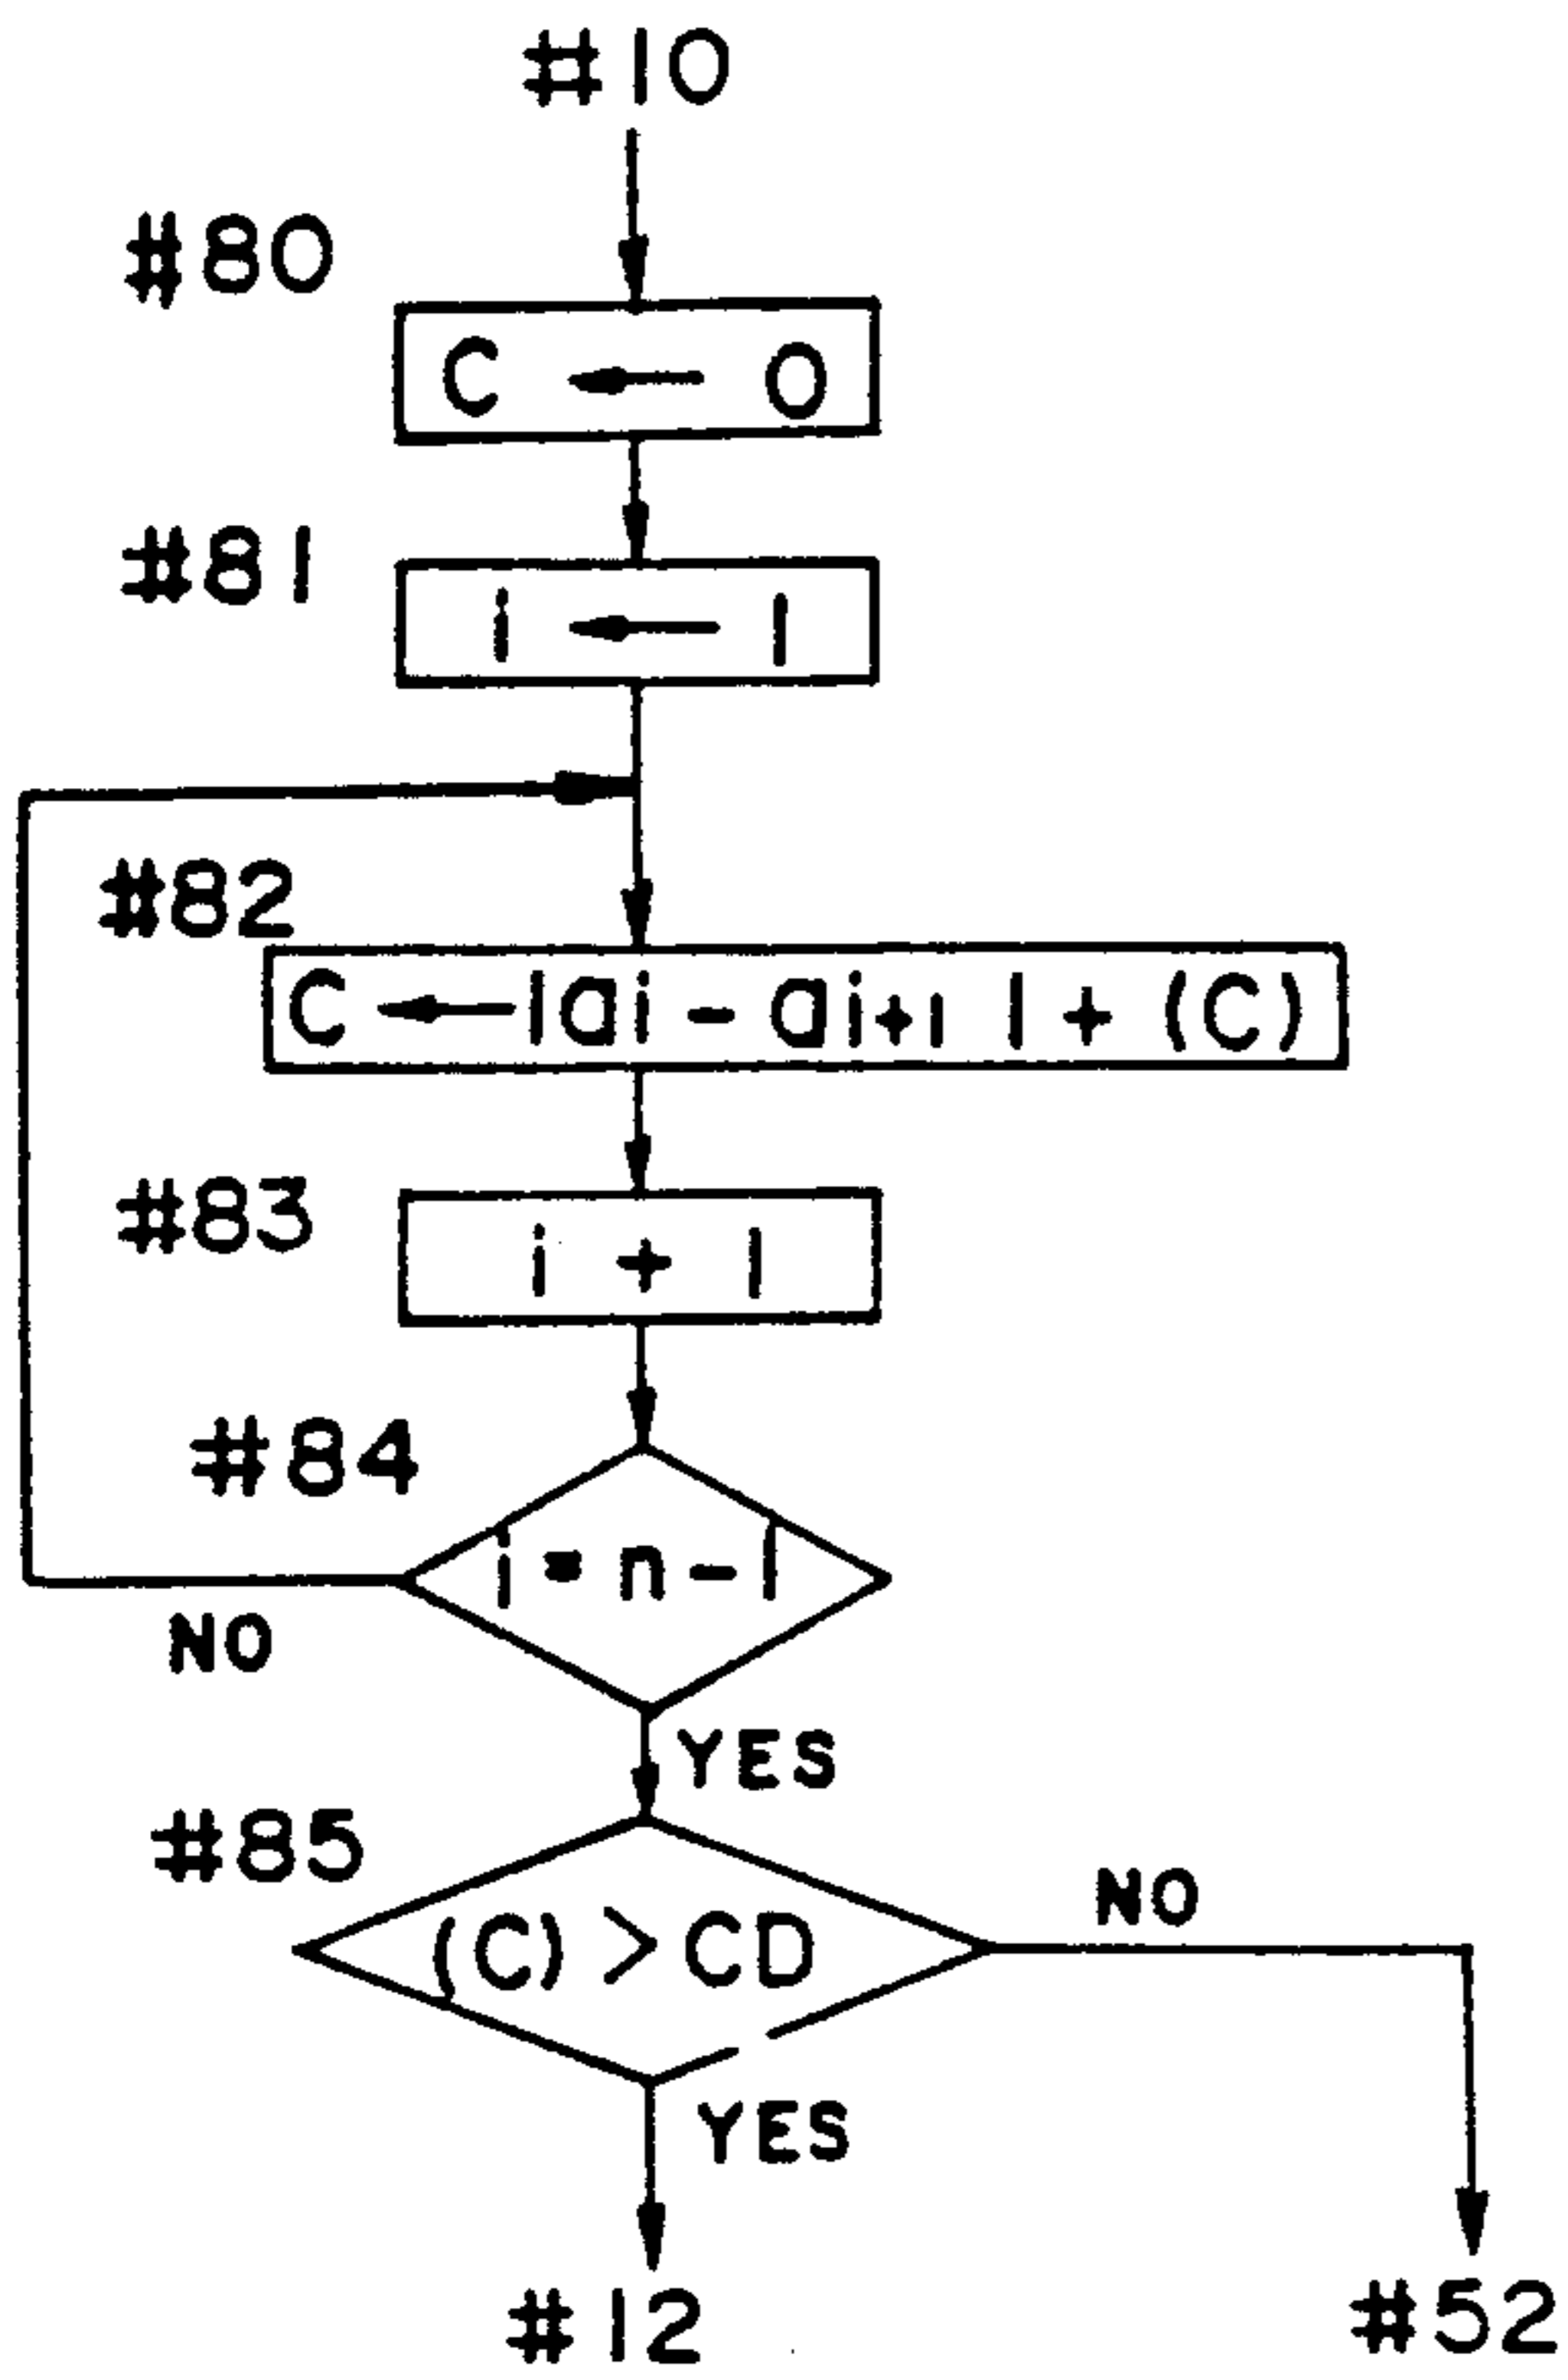 #10
#80
C ← 0
#81
i ← 1
#82
C ← |ai - ai+1| + (C)
#83
i + 1
#84
i = n - 1
NO
YES
#85
(C) > CD
NO
YES
#12
#52